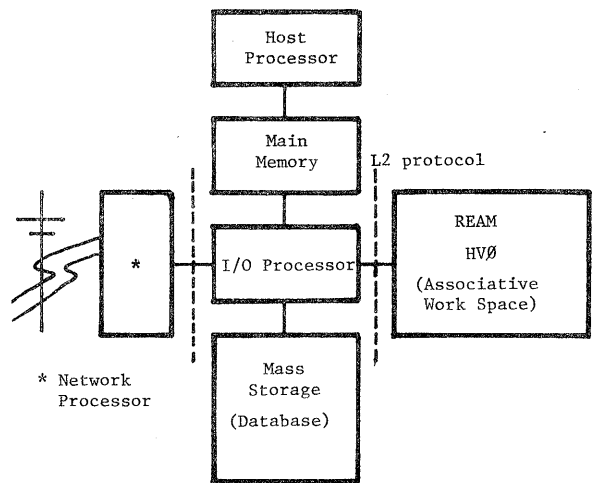 Host
Processor
Main
Memory
L2 protocol
*
I/O Processor
REAM
HVØ
(Associative
Work Space)
* Network
Processor
Mass
Storage
(Database)